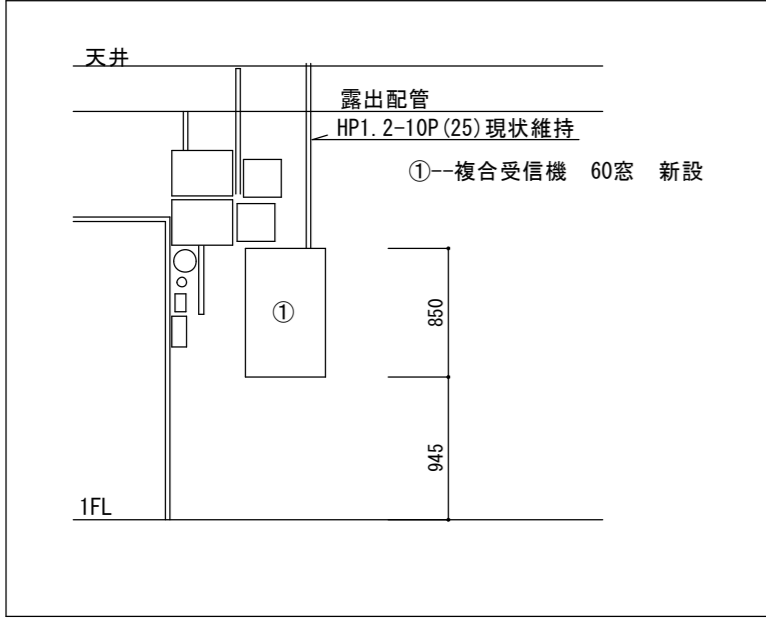 天井
露出配管
HP1.2-10P(25)現状維持
①--複合受信機　60窓　新設
①
850
945
1FL